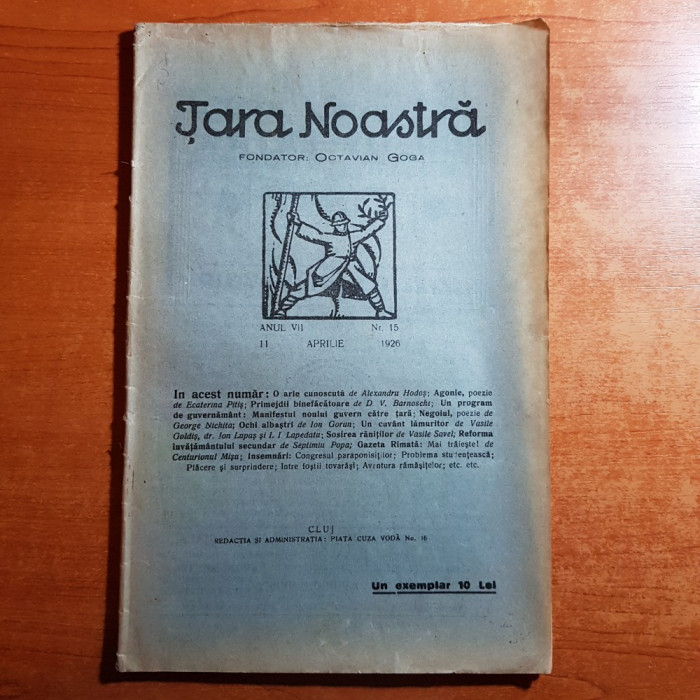 Țara Noastră
FONDATOR: OCTAVIAN GOGA
ANUL VII Nr. 15
11 APRILIE 1926
In acest număr: O arie cunoscută de Alexandru Hodoș; Agonie, poezie
de Ecaterina Pitiș; Primejdii binefăcătoare de D. V. Barnoschi; Un program
de guvernământ: Manifestul noului guvern către țară; Negoiul, poezie de
George Nichita; Ochi albaștri de Ion Gorun; Un cuvânt lămuritor de Vasile
Goldiș, dr. Ion Lupaș și I. I Lapedatu; Sosirea răniților de Vasile Savel; Reforma
învățământului secundar de Septimiu Popa; Gazeta Rimată: Mai trăiește! de
Centurionul Mișu; Insemnări: Congresul paraponisiților; Problema studențească;
Plăcere și surprindere; Intre foștii tovarăși; Aventura rămășițelor; etc. etc.
CLUJ
REDACȚIA ȘI ADMINISTRAȚIA: PIAȚA CUZA VODĂ No. 16
Un exemplar 10 Lei